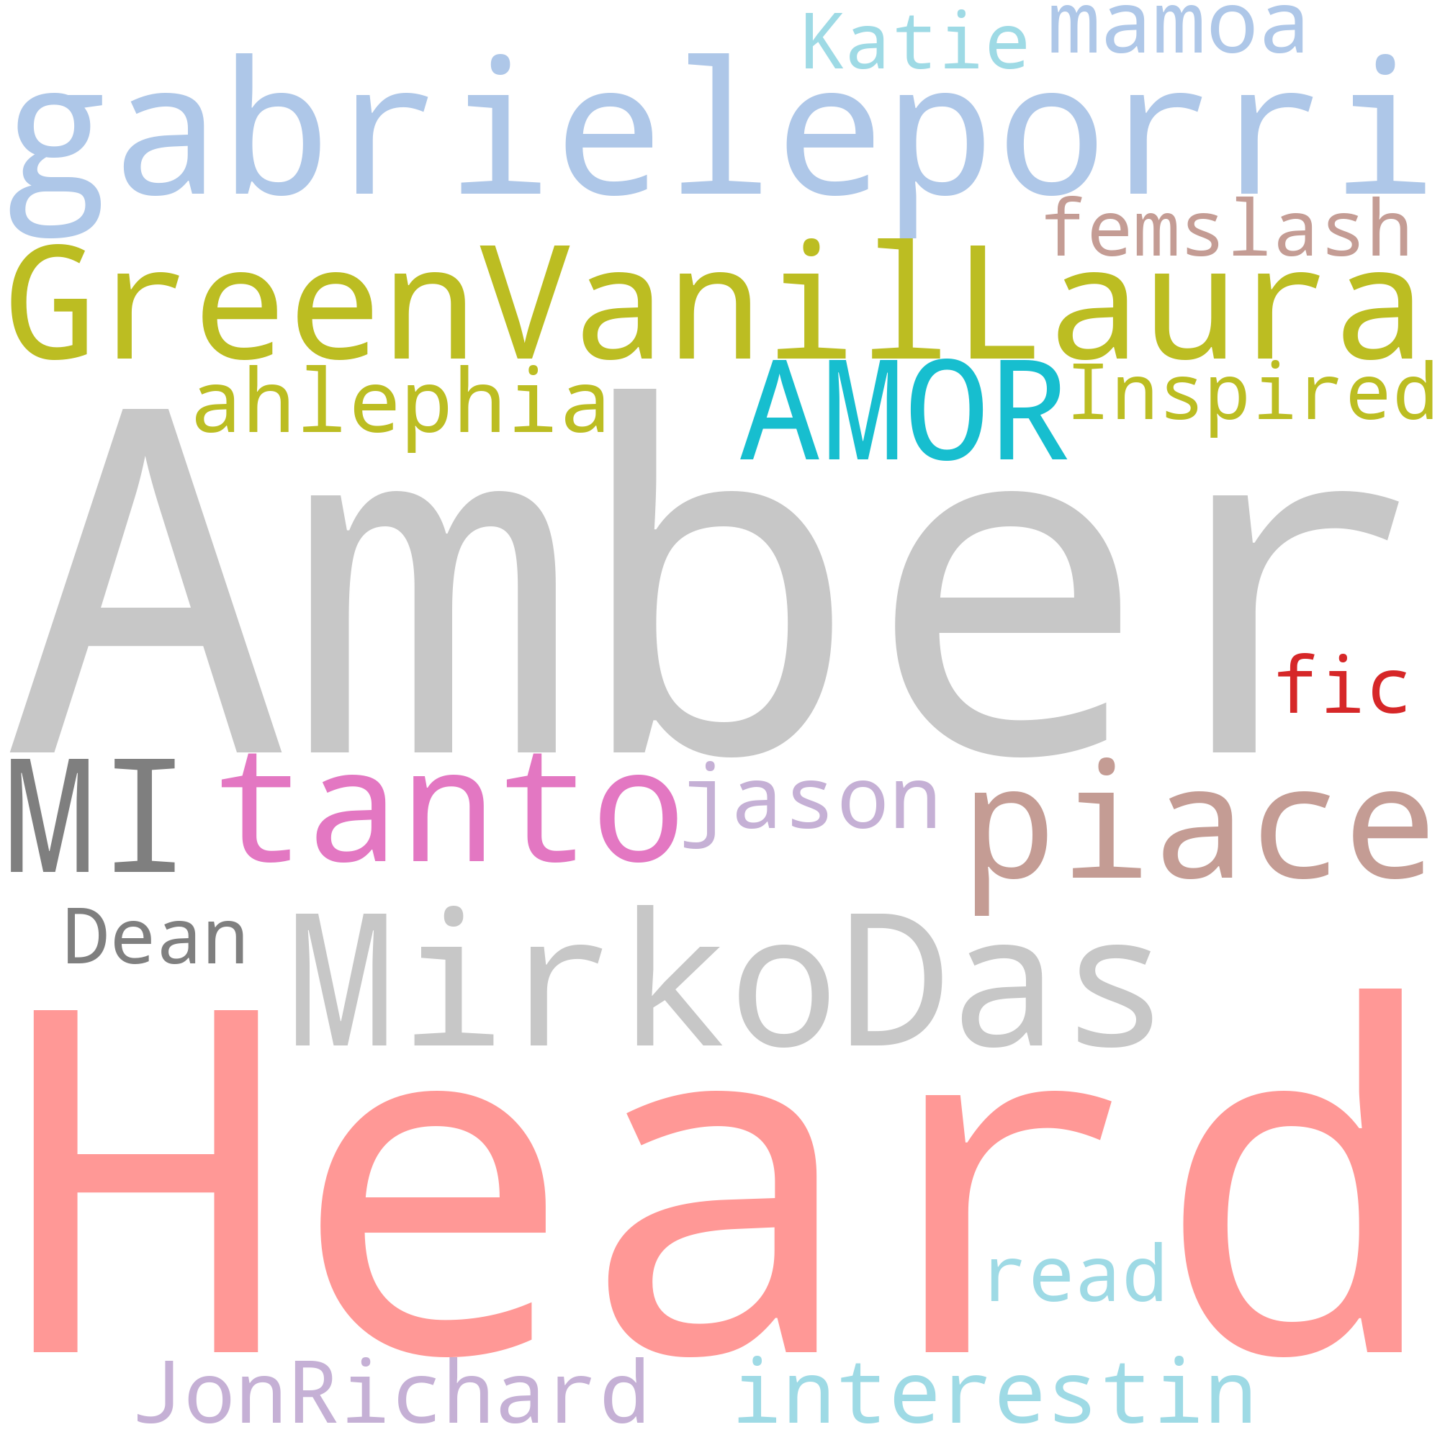 Katie mamoa
gabrieleporri
femslash
GreenVanilLaura
ahlephia AMOR Inspired
Amber
fic
MI tanto jason piace
Dean MirkoDas
Heard
read
JonRichard interestin